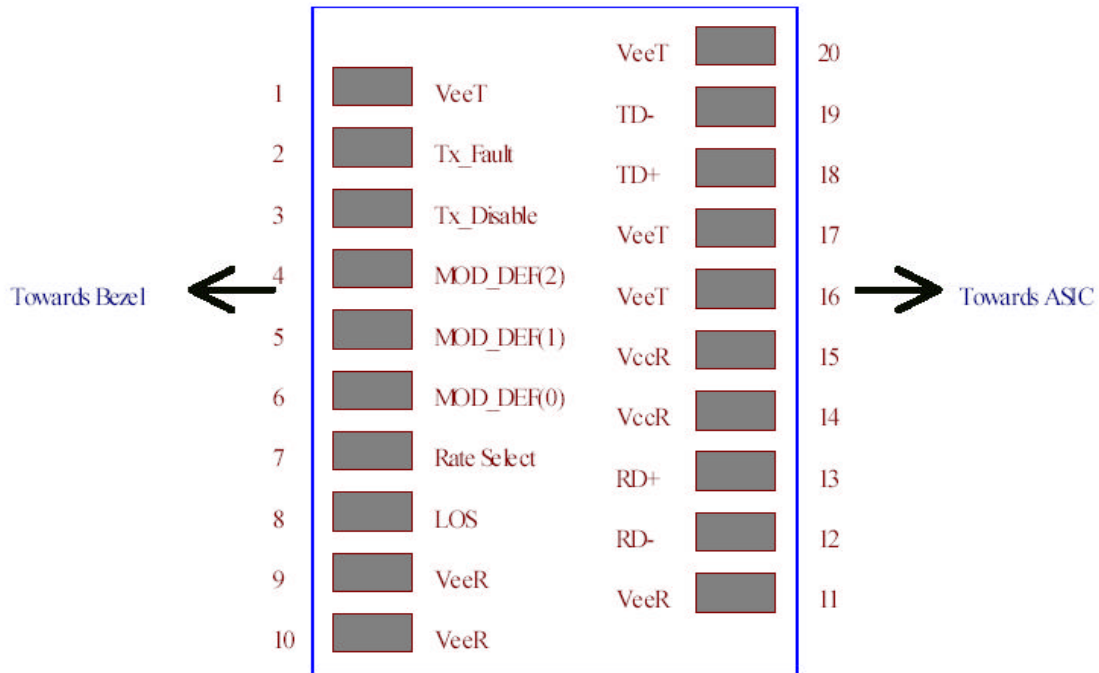 Towards Bezel
1 VeeT
2 Tx_Fault
3 Tx_Disable
4 MOD_DEF(2)
5 MOD_DEF(1)
6 MOD_DEF(0)
7 Rate Select
8 LOS
9 VeeR
10 VeeR
VeeT 20
TD- 19
TD+ 18
VeeT 17
VeeT 16
VccR 15
VccR 14
RD+ 13
RD- 12
VeeR 11
Towards ASIC